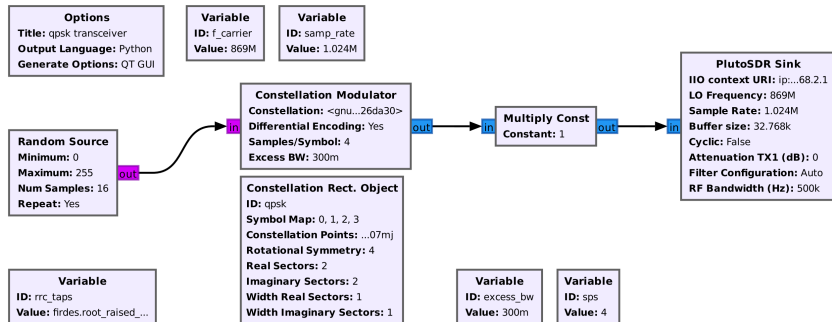 Options
Title: qpsk transceiver
Output Language: Python
Generate Options: QT GUI
Variable
ID: f_carrier
Value: 869M
Variable
ID: samp_rate
Value: 1.024M
PlutoSDR Sink
IIO context URI: ip:...68.2.1
LO Frequency: 869M
Sample Rate: 1.024M
Buffer size: 32.768k
Cyclic: False
Attenuation TX1 (dB): 0
Filter Configuration: Auto
RF Bandwidth (Hz): 500k
in
Constellation Modulator
Constellation: <gnu...26da30>
Differential Encoding: Yes
Samples/Symbol: 4
Excess BW: 300m
in
out
Multiply Const
Constant: 1
in
out
Random Source
Minimum: 0
Maximum: 255
Num Samples: 16
Repeat: Yes
out
Constellation Rect. Object
ID: qpsk
Symbol Map: 0, 1, 2, 3
Constellation Points: ...07mj
Rotational Symmetry: 4
Real Sectors: 2
Imaginary Sectors: 2
Width Real Sectors: 1
Width Imaginary Sectors: 1
Variable
ID: rrc_taps
Value: firdes.root_raised_...
Variable
ID: excess_bw
Value: 300m
Variable
ID: sps
Value: 4